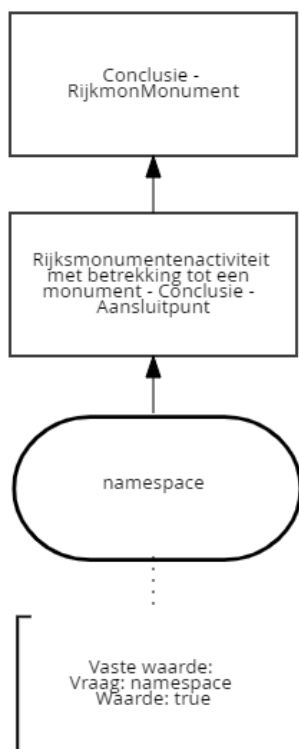 Conclusie -
RijkmonMonument
Rijksmonumentenactiviteit
met betrekking tot een
monument - Conclusie -
Aansluitpunt
namespace
Vaste waarde:
Vraag: namespace
Waarde: true